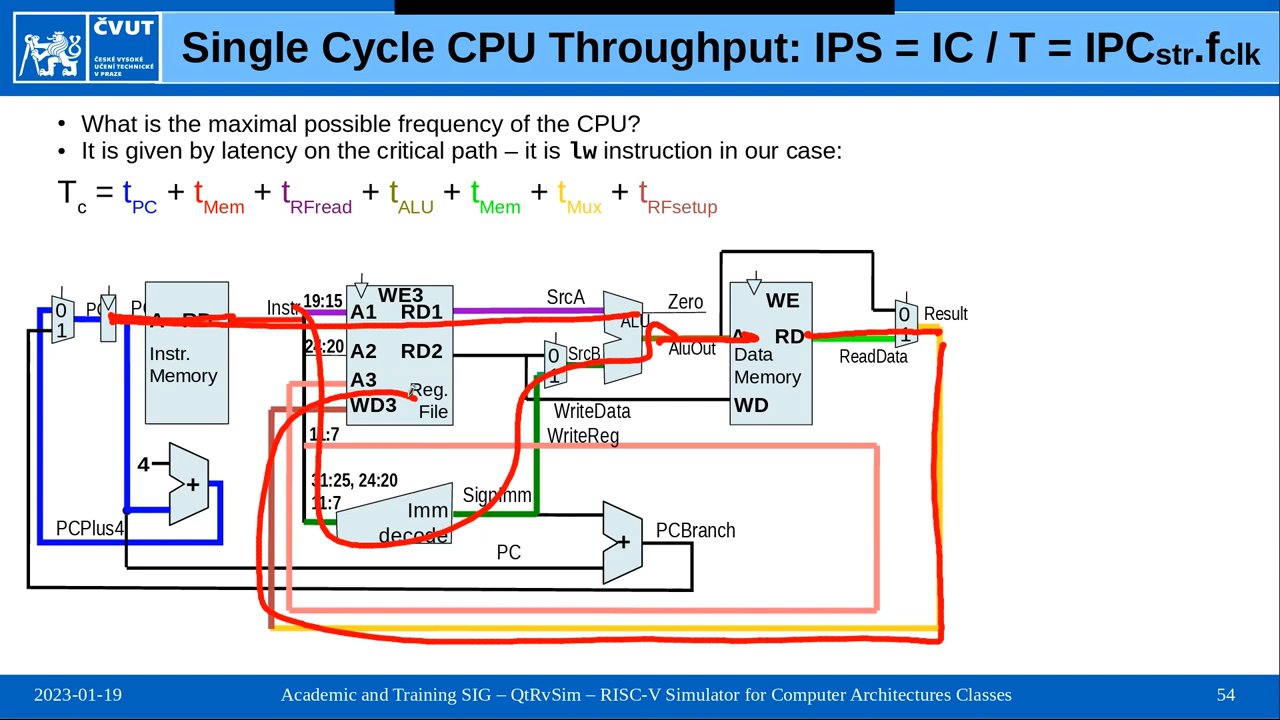 ČVUT
ČESKÉ VYSOKÉ
UČENÍ TECHNICKÉ
V PRAZE
Single Cycle CPU Throughput: IPS = IC / T = IPCstr.fclk
• What is the maximal possible frequency of the CPU?
• It is given by latency on the critical path – it is lw instruction in our case:
Tc = tPC + tMem + tRFread + tALU + tMem + tMux + tRFsetup
0
1
A RD
Instr.
Memory
Instr
19:15
24:20
WE3
A1 RD1
A2 RD2
A3
WD3
Reg.
File
SrcA
Zero
ALU
0
1
SrcB
AluOut
WE
A RD
Data
Memory
WD
0
1
Result
ReadData
WriteData
WriteReg
11:7
4
+
PCPlus4
31:25, 24:20
11:7
Imm
decode
SignImm
PC
+
PCBranch
2023-01-19
Academic and Training SIG – QtRvSim – RISC-V Simulator for Computer Architectures Classes
54